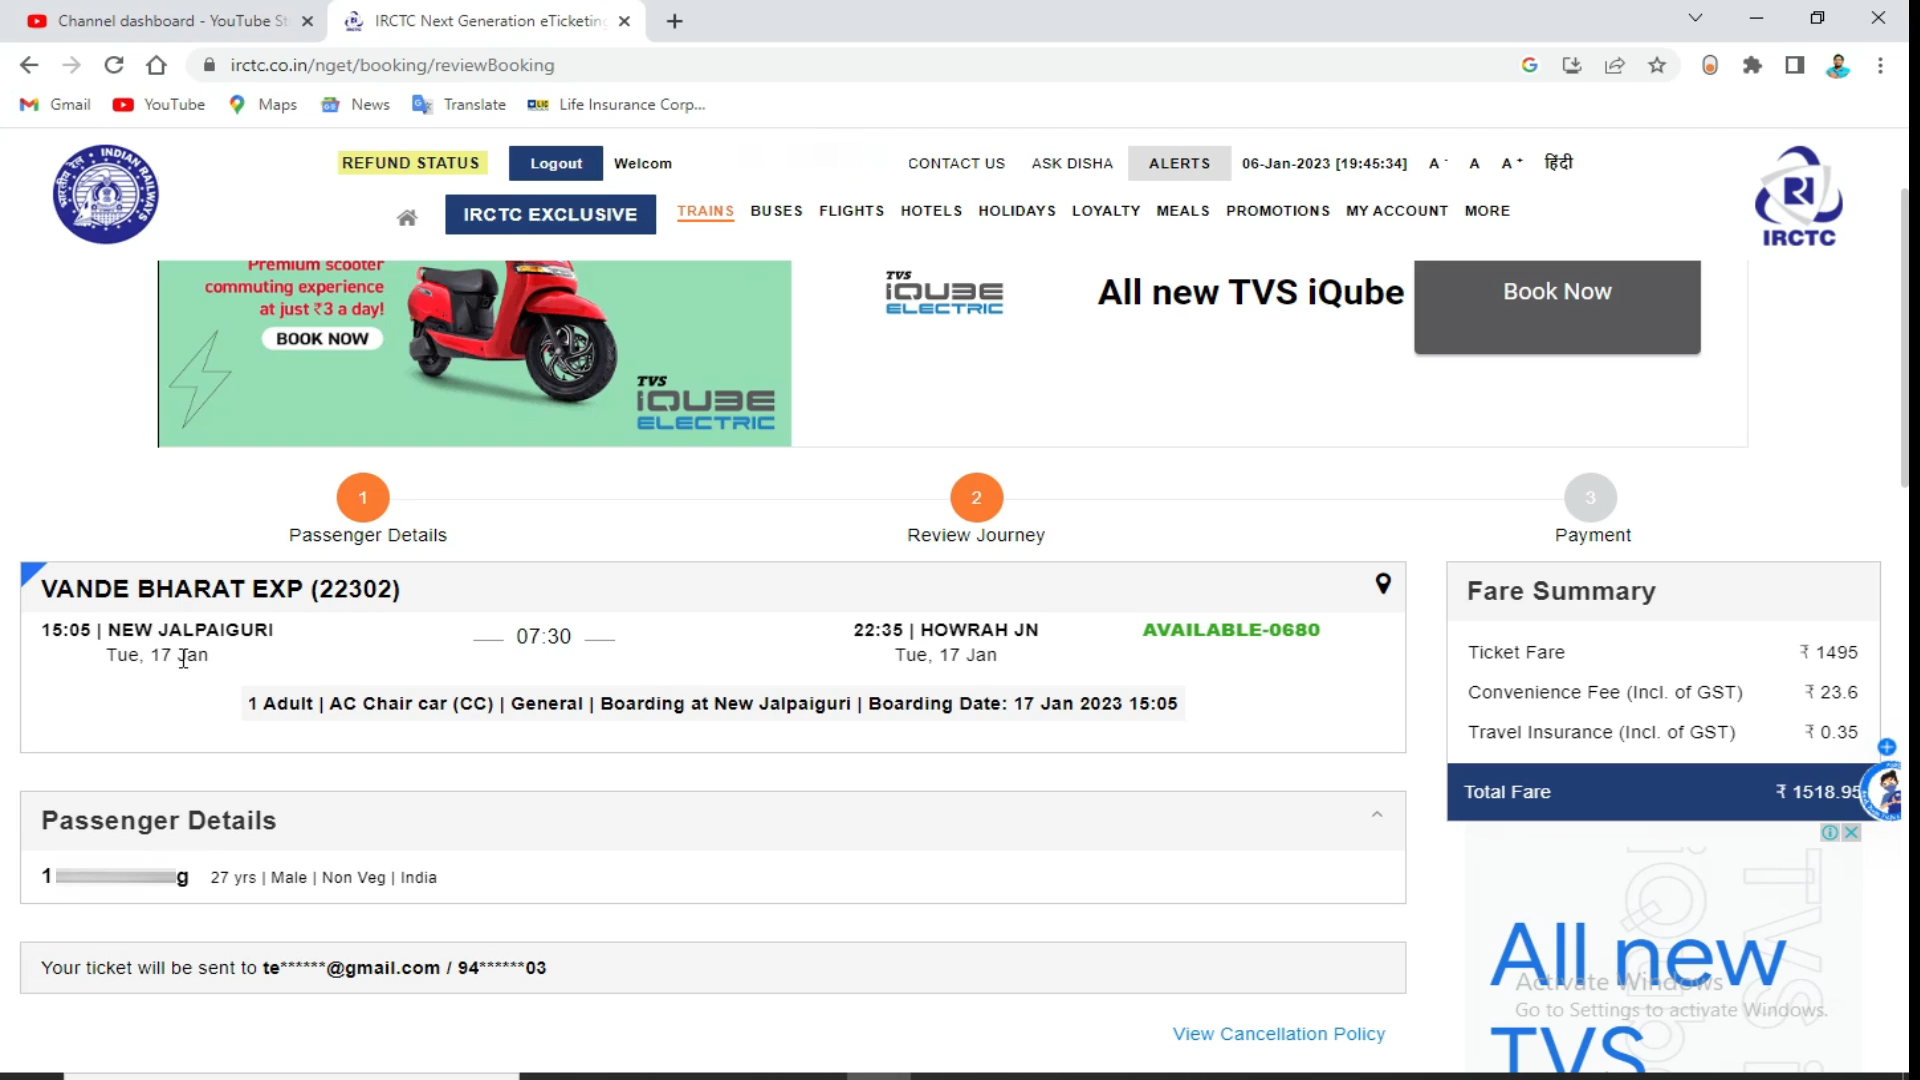 Channel dashboard - YouTube St
IRCTC Next Generation eTicketing
irctc.co.in/nget/booking/reviewBooking
Gmail YouTube Maps News Translate Life Insurance Corp...
INDIAN RAILWAYS
भारतीय रेल
REFUND STATUS Logout Welcom CONTACT US ASK DISHA ALERTS 06-Jan-2023 [19:45:34] A - A A + हिंदी
IRCTC EXCLUSIVE TRAINS BUSES FLIGHTS HOTELS HOLIDAYS LOYALTY MEALS PROMOTIONS MY ACCOUNT MORE
IRCTC
Premium scooter
commuting experience
at just ₹3 a day!
BOOK NOW
TVS
iQUBE
ELECTRIC
TVS
iQUBE
ELECTRIC
All new TVS iQube
Book Now
1
Passenger Details
2
Review Journey
3
Payment
VANDE BHARAT EXP (22302)
15:05 | NEW JALPAIGURI 07:30 22:35 | HOWRAH JN AVAILABLE-0680
Tue, 17 Jan Tue, 17 Jan
1 Adult | AC Chair car (CC) | General | Boarding at New Jalpaiguri | Boarding Date: 17 Jan 2023 15:05
Fare Summary
Ticket Fare ₹ 1495
Convenience Fee (Incl. of GST) ₹ 23.6
Travel Insurance (Incl. of GST) ₹ 0.35
Total Fare ₹ 1518.95
Passenger Details
1 g 27 yrs | Male | Non Veg | India
Your ticket will be sent to te******@gmail.com / 94******03
View Cancellation Policy
All new
TVS
Activate Windows
Go to Settings to activate Windows.